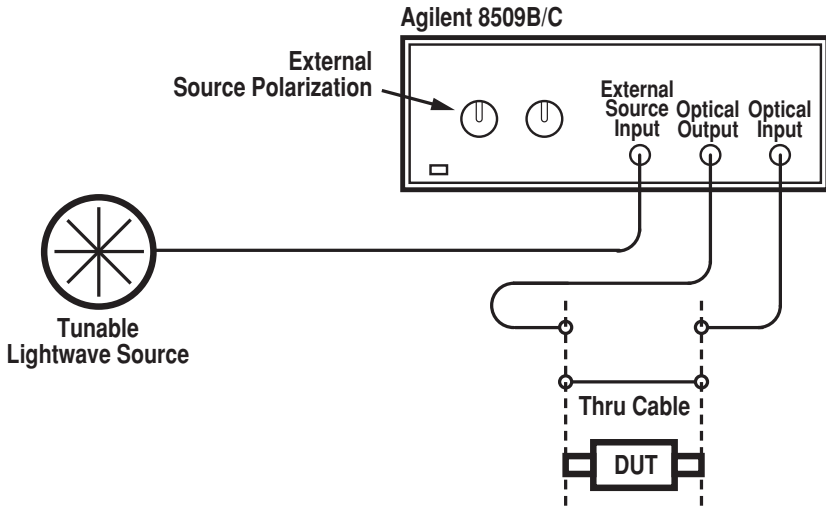 Agilent 8509B/C
External
Source Polarization
External
Source
Input
Optical
Output
Optical
Input
Tunable
Lightwave Source
Thru Cable
DUT